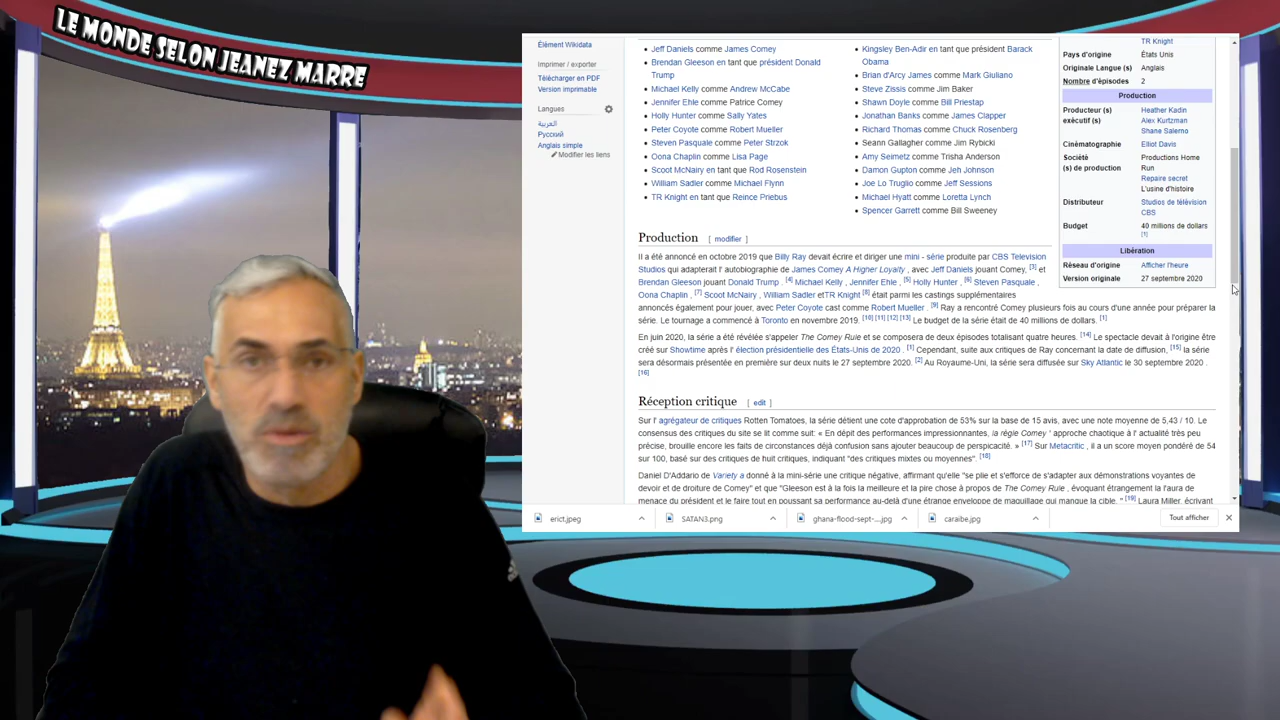 LE MONDE SELON JEANEZ MARRE
Élément Wikidata
Imprimer / exporter
Télécharger en PDF
Version imprimable
Langues
العربية
Русский
Anglais simple
Modifier les liens
Jeff Daniels comme James Comey
Brendan Gleeson en tant que président Donald
Trump
Michael Kelly comme Andrew McCabe
Jennifer Ehle comme Patrice Comey
Holly Hunter comme Sally Yates
Peter Coyote comme Robert Mueller
Steven Pasquale comme Peter Strzok
Oona Chaplin comme Lisa Page
Scoot McNairy en tant que Rod Rosenstein
William Sadler comme Michael Flynn
TR Knight en tant que Reince Priebus
Kingsley Ben-Adir en tant que président Barack
Obama
Brian d'Arcy James comme Mark Giuliano
Steve Zissis comme Jim Baker
Shawn Doyle comme Bill Priestap
Jonathan Banks comme James Clapper
Richard Thomas comme Chuck Rosenberg
Seann Gallagher comme Jim Rybicki
Amy Seimetz comme Trisha Anderson
Damon Gupton comme Jeh Johnson
Joe Lo Truglio comme Jeff Sessions
Michael Hyatt comme Loretta Lynch
Spencer Garrett comme Bill Sweeney
TR Knight
Pays d'origine États Unis
Originale Langue (s) Anglais
Nombre d'épisodes 2
Production
Producteur (s) Heather Kadin
exécutif (s) Alex Kurtzman
Shane Salerno
Cinématographie Elliot Davis
Société Productions Home
(s) de production Run
Repaire secret
L'usine d'histoire
Distributeur Studios de télévision
CBS
Budget 40 millions de dollars
[1]
Libération
Réseau d'origine Afficher l'heure
Version originale 27 septembre 2020
Production [ modifier ]
Il a été annoncé en octobre 2019 que Billy Ray devait écrire et diriger une mini - série produite par CBS Television
Studios qui adapterait l'autobiographie de James Comey A Higher Loyalty , avec Jeff Daniels jouant Comey, [3] et
Brendan Gleeson jouant Donald Trump . [4] Michael Kelly , Jennifer Ehle , [5] Holly Hunter , [6] Steven Pasquale ,
Oona Chaplin , [7] Scoot McNairy , William Sadler etTR Knight [8] était parmi les castings supplémentaires
annoncés également pour jouer, avec Peter Coyote cast comme Robert Mueller . [9] Ray a rencontré Comey plusieurs fois au cours d'une année pour préparer la
série. Le tournage a commencé à Toronto en novembre 2019. [10] [11] [12] [13] Le budget de la série était de 40 millions de dollars. [1]
En juin 2020, la série a été révélée s'appeler The Comey Rule et se composera de deux épisodes totalisant quatre heures. [14] Le spectacle devait à l'origine être
créé sur Showtime après l' élection présidentielle des États-Unis de 2020 . [1] Cependant, suite aux critiques de Ray concernant la date de diffusion, [15] la série
sera désormais présentée en première sur deux nuits le 27 septembre 2020. [2] Au Royaume-Uni, la série sera diffusée sur Sky Atlantic le 30 septembre 2020 .
[16]
Réception critique [ edit ]
Sur l' agrégateur de critiques Rotten Tomatoes, la série détient une cote d'approbation de 53% sur la base de 15 avis, avec une note moyenne de 5,43 / 10. Le
consensus des critiques du site se lit comme suit: « En dépit des performances impressionnantes, la régie Comey ' approche chaotique à l' actualité très peu
précise, brouille encore les faits de circonstances déjà confusion sans ajouter beaucoup de perspicacité. » [17] Sur Metacritic , il a un score moyen pondéré de 54
sur 100, basé sur des critiques de huit critiques, indiquant "des critiques mixtes ou moyennes". [18]
Daniel D'Addario de Variety a donné à la mini-série une critique négative, affirmant qu'elle "se plie et s'efforce de s'adapter aux démonstrations voyantes de
devoir et de droiture de Comey" et que "Gleeson est à la fois la meilleure et la pire chose à propos de The Comey Rule , évoquant étrangement l'aura de
menace du président et le faire tout en poussant sa performance au-delà d'une étrange enveloppe de maquillage qui manque la cible. " [19] Laura Miller, écrivant
erict.jpeg
SATAN3.png
ghana-flood-sept-....jpg
caraibe.jpg
Tout afficher